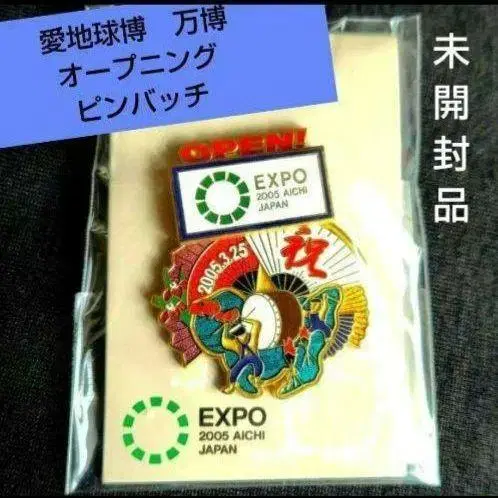 愛地球博　万博
オープニング
ピンバッチ
未開封品
OPEN!
EXPO
2005 AICHI
JAPAN
2005.3.25
祝
EXPO
2005 AICHI
JAPAN